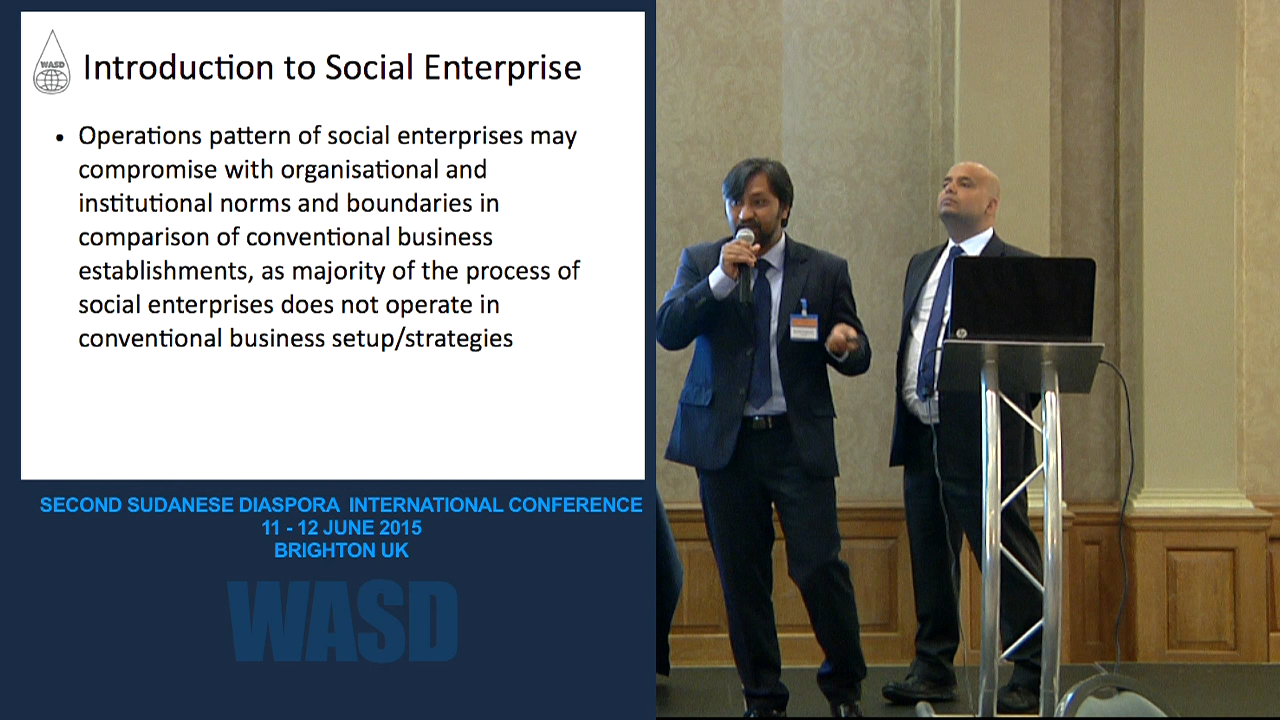 WASD
Introduction to Social Enterprise
• Operations pattern of social enterprises may
compromise with organisational and
institutional norms and boundaries in
comparison of conventional business
establishments, as majority of the process of
social enterprises does not operate in
conventional business setup/strategies
SECOND SUDANESE DIASPORA INTERNATIONAL CONFERENCE
11 - 12 JUNE 2015
BRIGHTON UK
WASD
hp